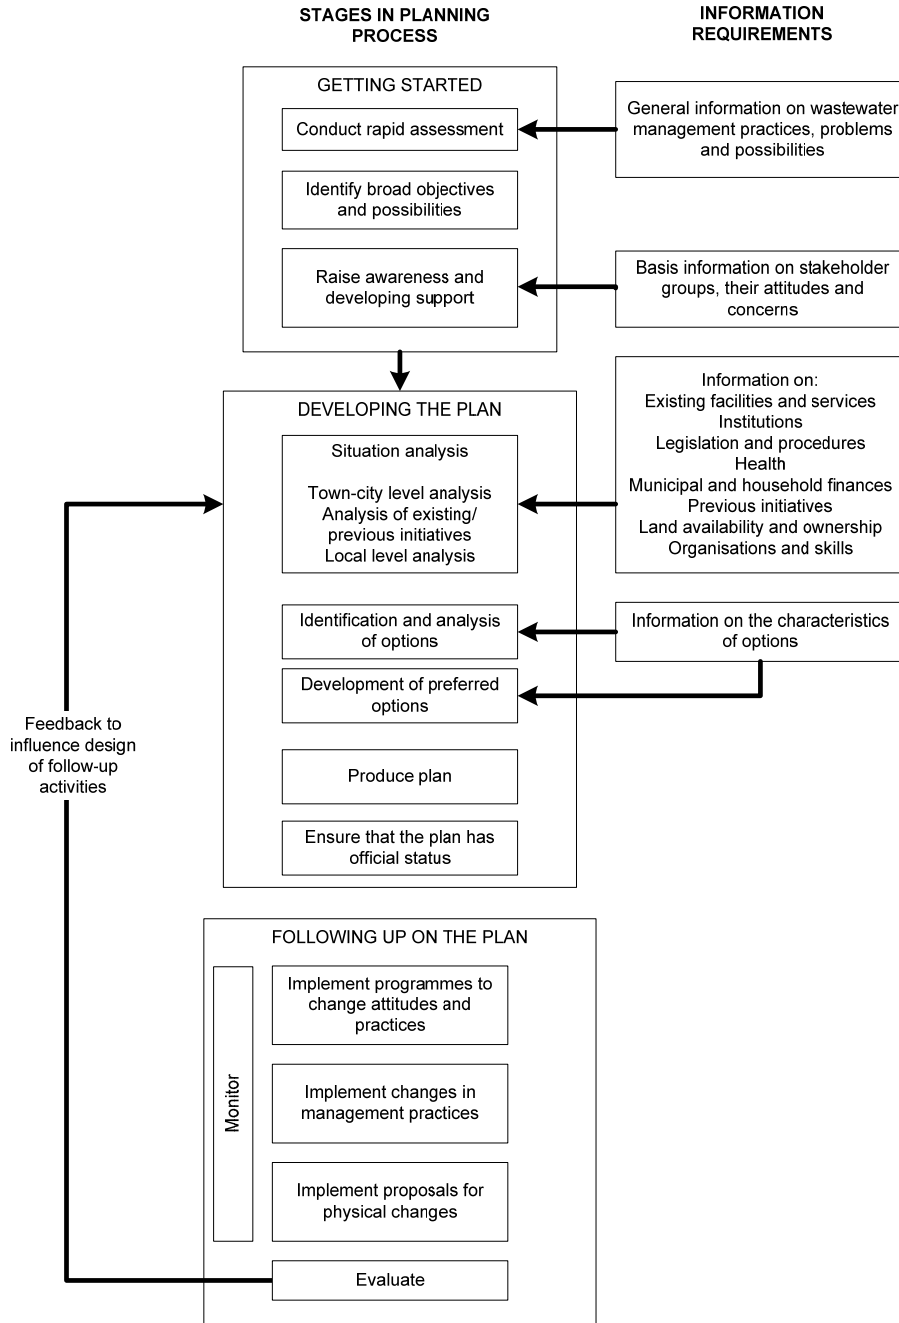 STAGES IN PLANNING
PROCESS
INFORMATION
REQUIREMENTS
GETTING STARTED
Conduct rapid assessment
General information on wastewater
management practices, problems
and possibilities
Identify broad objectives
and possibilities
Raise awareness and
developing support
Basis information on stakeholder
groups, their attitudes and
concerns
DEVELOPING THE PLAN
Situation analysis
Town-city level analysis
Analysis of existing/
previous initiatives
Local level analysis
Information on:
Existing facilities and services
Institutions
Legislation and procedures
Health
Municipal and household finances
Previous initiatives
Land availability and ownership
Organisations and skills
Identification and analysis
of options
Information on the characteristics
of options
Development of preferred
options
Feedback to
influence design
of follow-up
activities
Produce plan
Ensure that the plan has
official status
FOLLOWING UP ON THE PLAN
Monitor
Implement programmes to
change attitudes and
practices
Implement changes in
management practices
Implement proposals for
physical changes
Evaluate